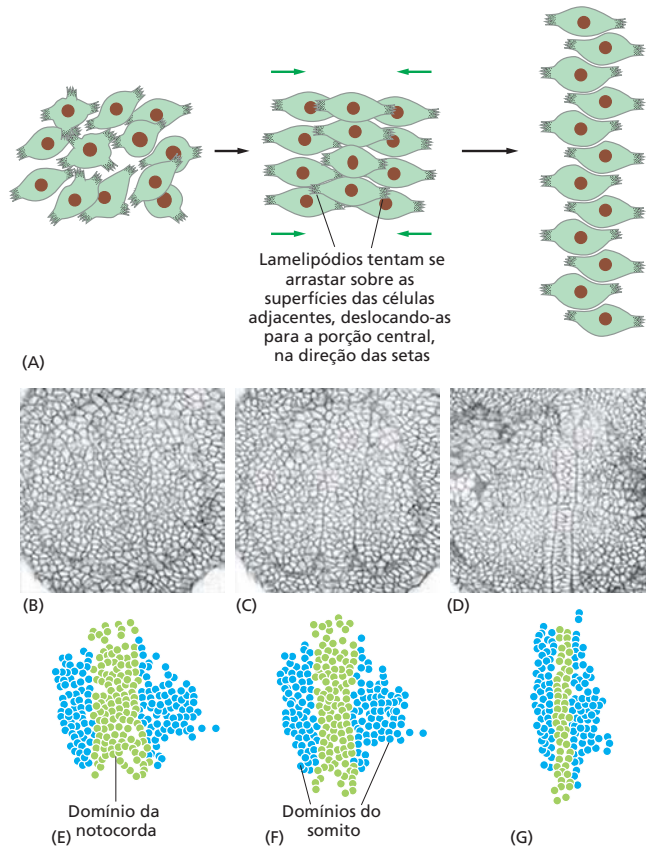 Lamelipódios tentam se
arrastar sobre as
superfícies das células
adjacentes, deslocando-as
para a porção central,
na direção das setas
(A)
(B)
(C)
(D)
Domínio da
notocorda
(E)
Domínios do
somito
(F)
(G)